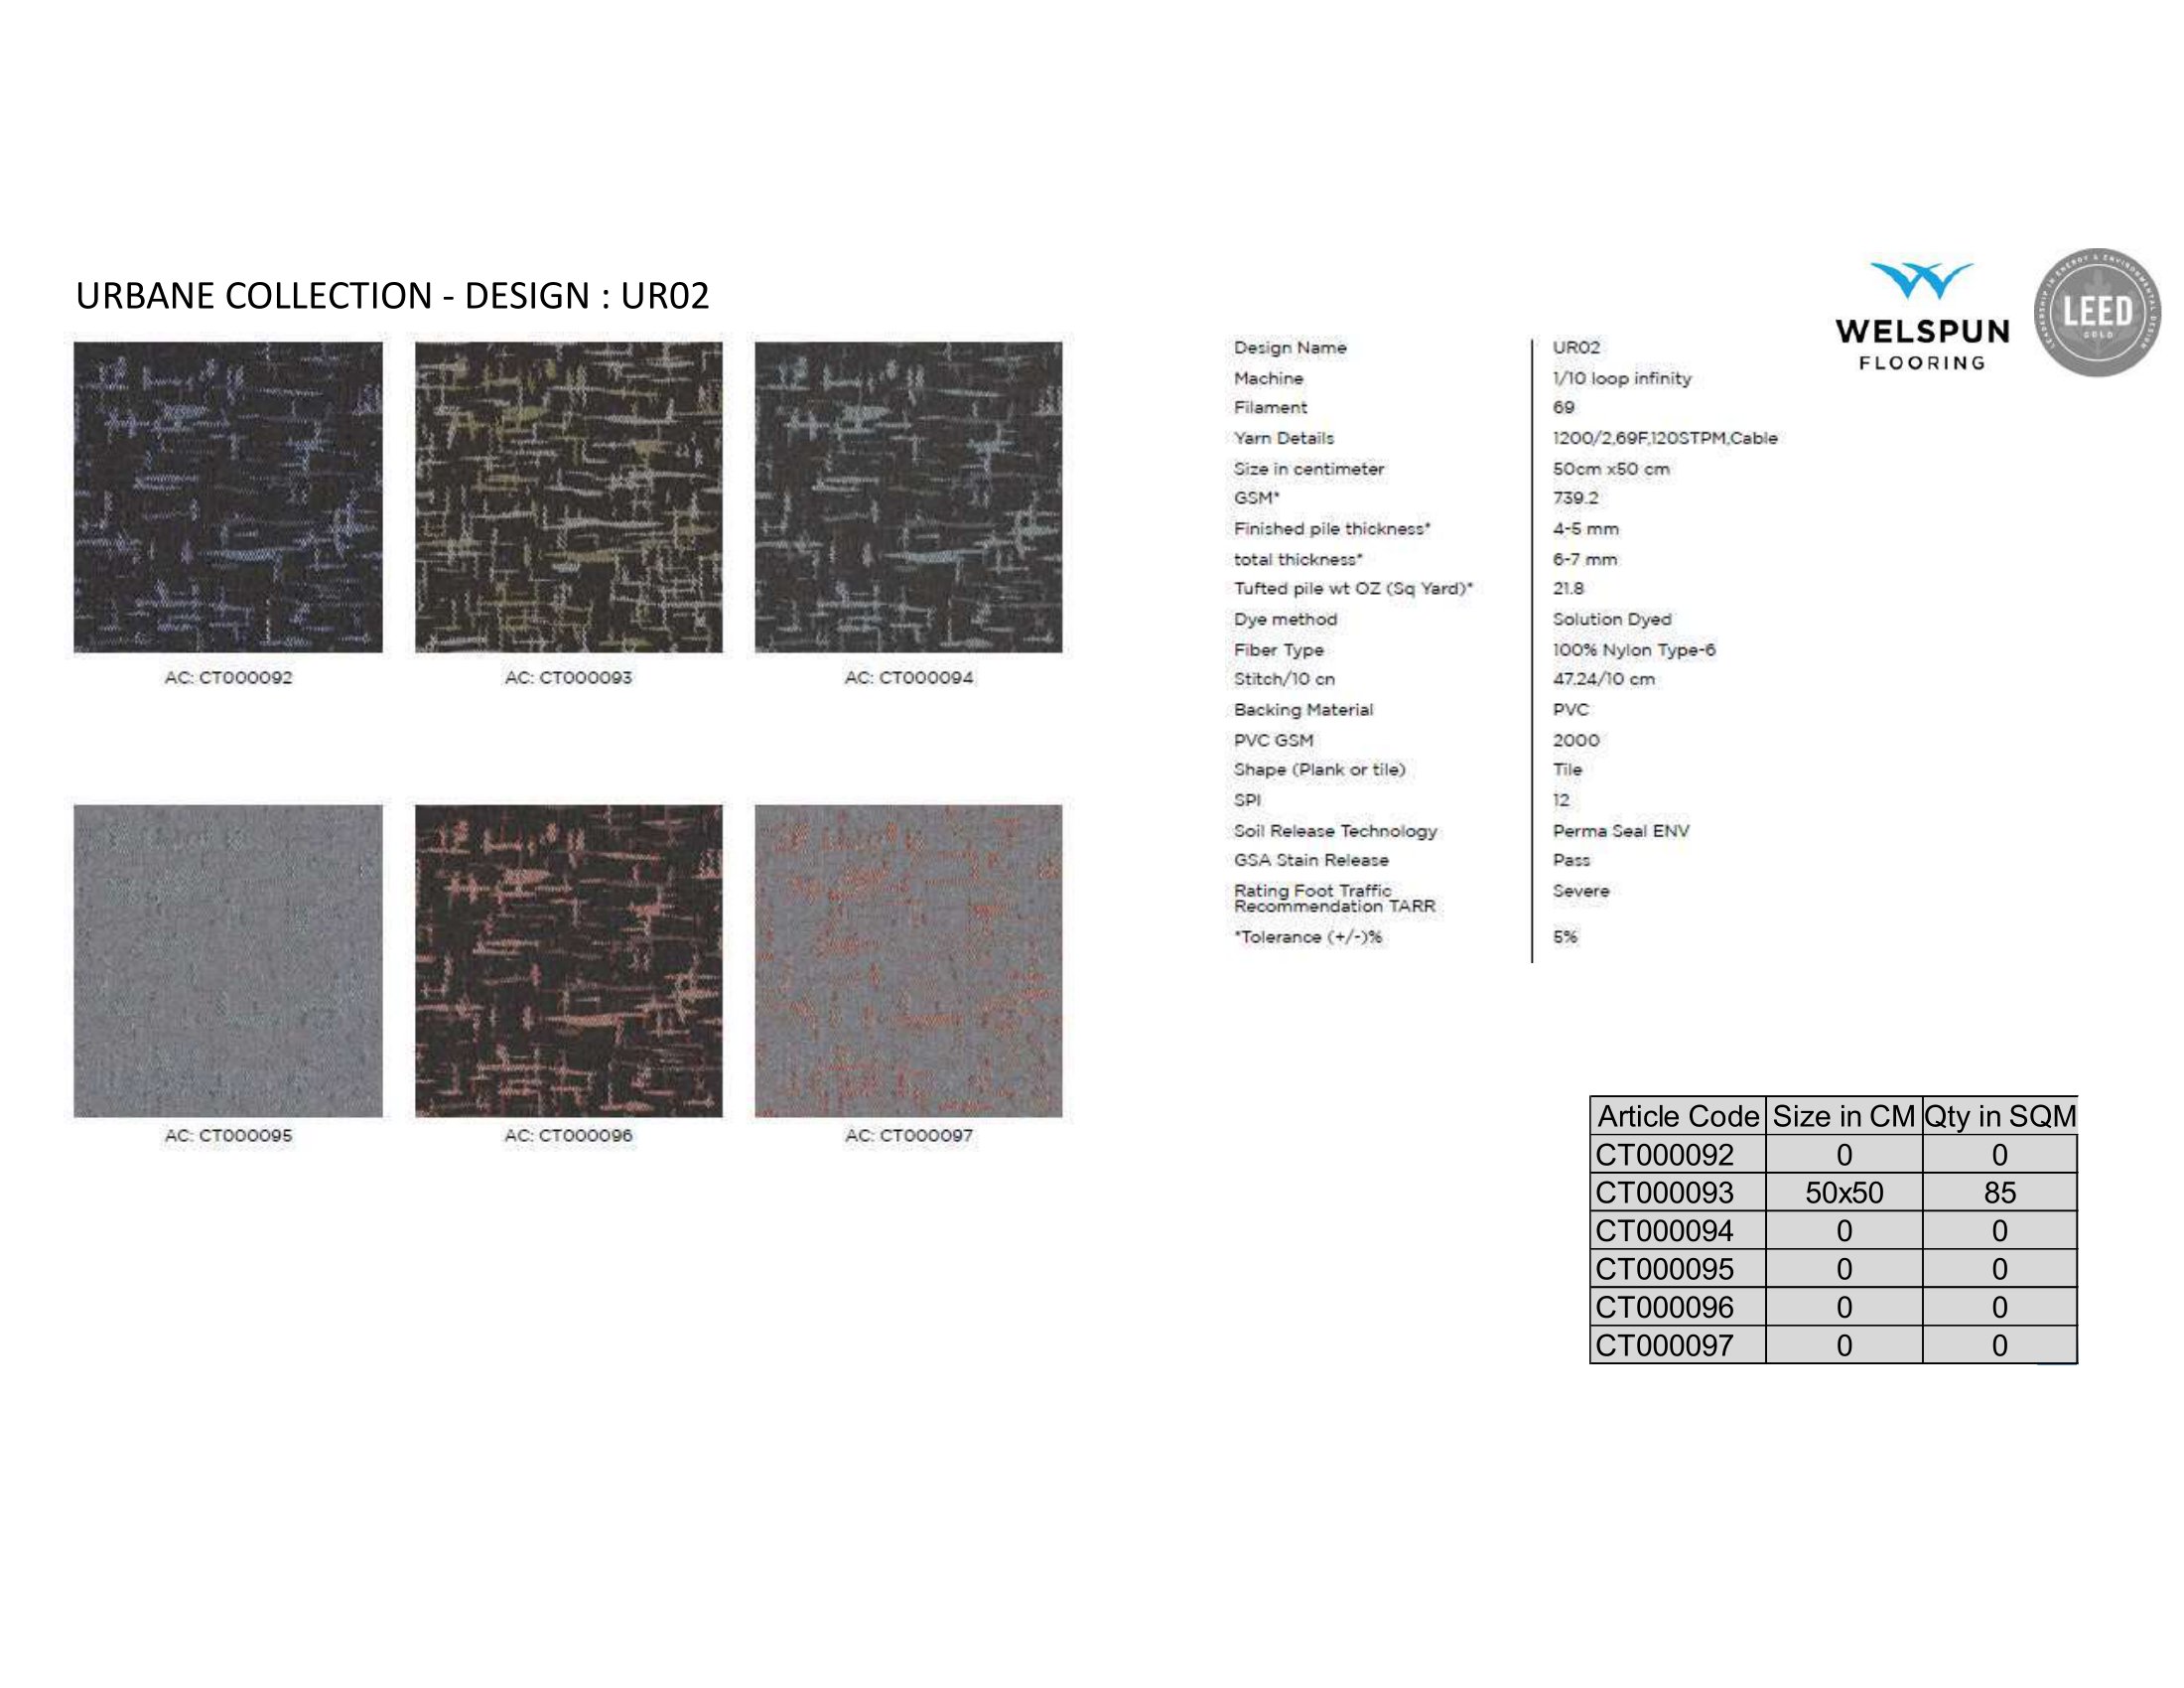 URBANE COLLECTION - DESIGN : UR02
AC: CT000092 AC: CT000093 AC: CT000094
AC: CT000095 AC: CT000096 AC: CT000097
WELSPUN
FLOORING
LEADERSHIP IN ENERGY & ENVIRONMENTAL DESIGN
LEED
GOLD
Design Name UR02
Machine 1/10 loop infinity
Filament 69
Yarn Details 1200/2,69F,120STPM,Cable
Size in centimeter 50cm x50 cm
GSM* 739.2
Finished pile thickness* 4-5 mm
total thickness* 6-7 mm
Tufted pile wt OZ (Sq Yard)* 21.8
Dye method Solution Dyed
Fiber Type 100% Nylon Type-6
Stitch/10 cn 47.24/10 cm
Backing Material PVC
PVC GSM 2000
Shape (Plank or tile) Tile
SPI 12
Soil Release Technology Perma Seal ENV
GSA Stain Release Pass
Rating Foot Traffic Severe
Recommendation TARR
*Tolerance (+/-)% 5%
Article Code Size in CM Qty in SQM
CT000092 0 0
CT000093 50x50 85
CT000094 0 0
CT000095 0 0
CT000096 0 0
CT000097 0 0